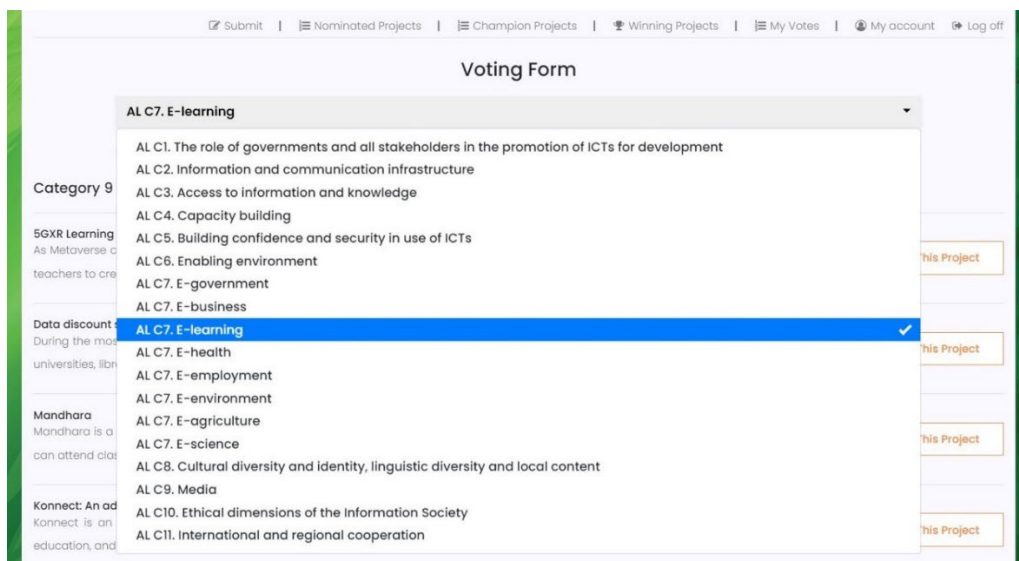 Submit | Nominated Projects | Champion Projects | Winning Projects | My Votes | My account Log off
Voting Form
AL C7. E-learning
AL C1. The role of governments and all stakeholders in the promotion of ICTs for development
AL C2. Information and communication infrastructure
Category 9
AL C3. Access to information and knowledge
AL C4. Capacity building
5GXR Learning
AL C5. Building confidence and security in use of ICTs
As Metaverse c
his Project
AL C6. Enabling environment
teachers to cre
AL C7. E-government
AL C7. E-business
Data discount
AL C7. E-learning
During the mos
his Project
AL C7. E-health
universities, libr
AL C7. E-employment
AL C7. E-environment
Mandhara
AL C7. E-agriculture
Mandhara is a
his Project
AL C7. E-science
can attend clas
AL C8. Cultural diversity and identity, linguistic diversity and local content
AL C9. Media
Konnect: An ad
AL C10. Ethical dimensions of the Information Society
Konnect is an
his Project
AL C11. International and regional cooperation
education, and